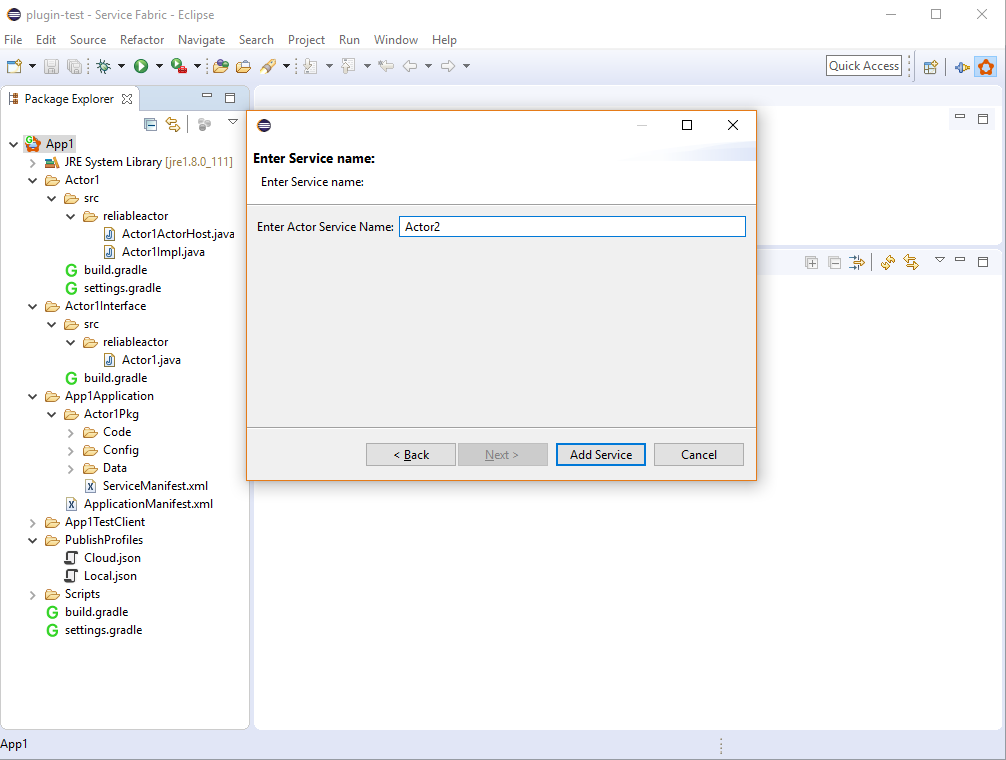 plugin-test - Service Fabric - Eclipse
File Edit Source Refactor Navigate Search Project Run Window Help
Quick Access
Package Explorer
App1
JRE System Library [jre1.8.0_111]
Actor1
src
reliableactor
Actor1ActorHost.java
Actor1Impl.java
build.gradle
settings.gradle
Actor1Interface
src
reliableactor
Actor1.java
build.gradle
App1Application
Actor1Pkg
Code
Config
Data
ServiceManifest.xml
ApplicationManifest.xml
App1TestClient
PublishProfiles
Cloud.json
Local.json
Scripts
build.gradle
settings.gradle
Enter Service name:
Enter Service name:
Enter Actor Service Name: Actor2
< Back Next > Add Service Cancel
App1